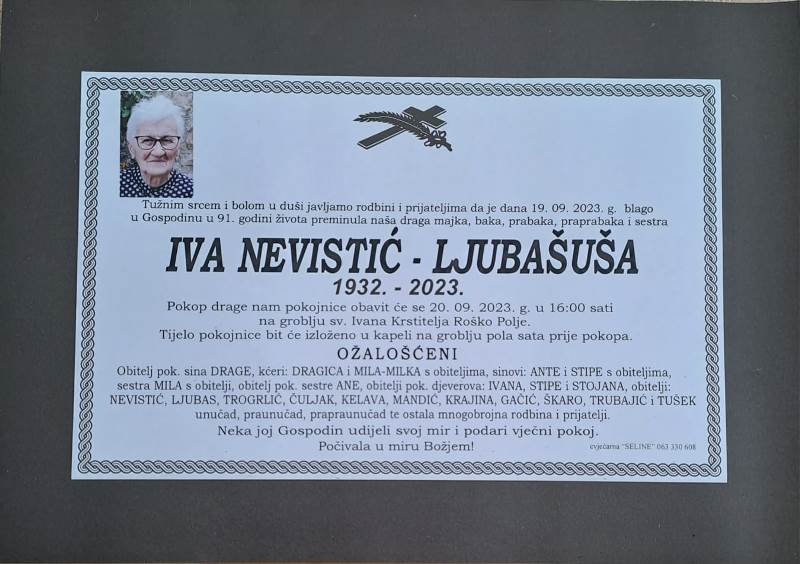 Tužnim srcem i bolom u duši javljamo rodbini i prijateljima da je dana 19. 09. 2023. g. blago
u Gospodinu u 91. godini života preminula naša draga majka, baka, prabaka, praprabaka i sestra
IVA NEVISTIĆ - LJUBAŠUŠA
1932. - 2023.
Pokop drage nam pokojnice obavit će se 20. 09. 2023. g. u 16:00 sati
na groblju sv. Ivana Krstitelja Roško Polje.
Tijelo pokojnice bit će izloženo u kapeli na groblju pola sata prije pokopa.
OŽALOŠĆENI
Obitelj pok. sina DRAGE, kćeri: DRAGICA i MILA-MILKA s obiteljima, sinovi: ANTE i STIPE s obiteljima,
sestra MILA s obitelji, obitelj pok. sestre ANE, obitelji pok. djeverova: IVANA, STIPE i STOJANA, obitelji:
NEVISTIĆ, LJUBAS, TROGRLIĆ, ČULJAK, KELAVA, MANDIĆ, KRAJINA, GAČIĆ, ŠKARO, TRUBAJIĆ i TUŠEK
unučad, praunučad, prapraunučad te ostala mnogobrojna rodbina i prijatelji.
Neka joj Gospodin udijeli svoj mir i podari vječni pokoj.
Počivala u miru Božjem!
cvjećarna "SELINE" 063 330 608